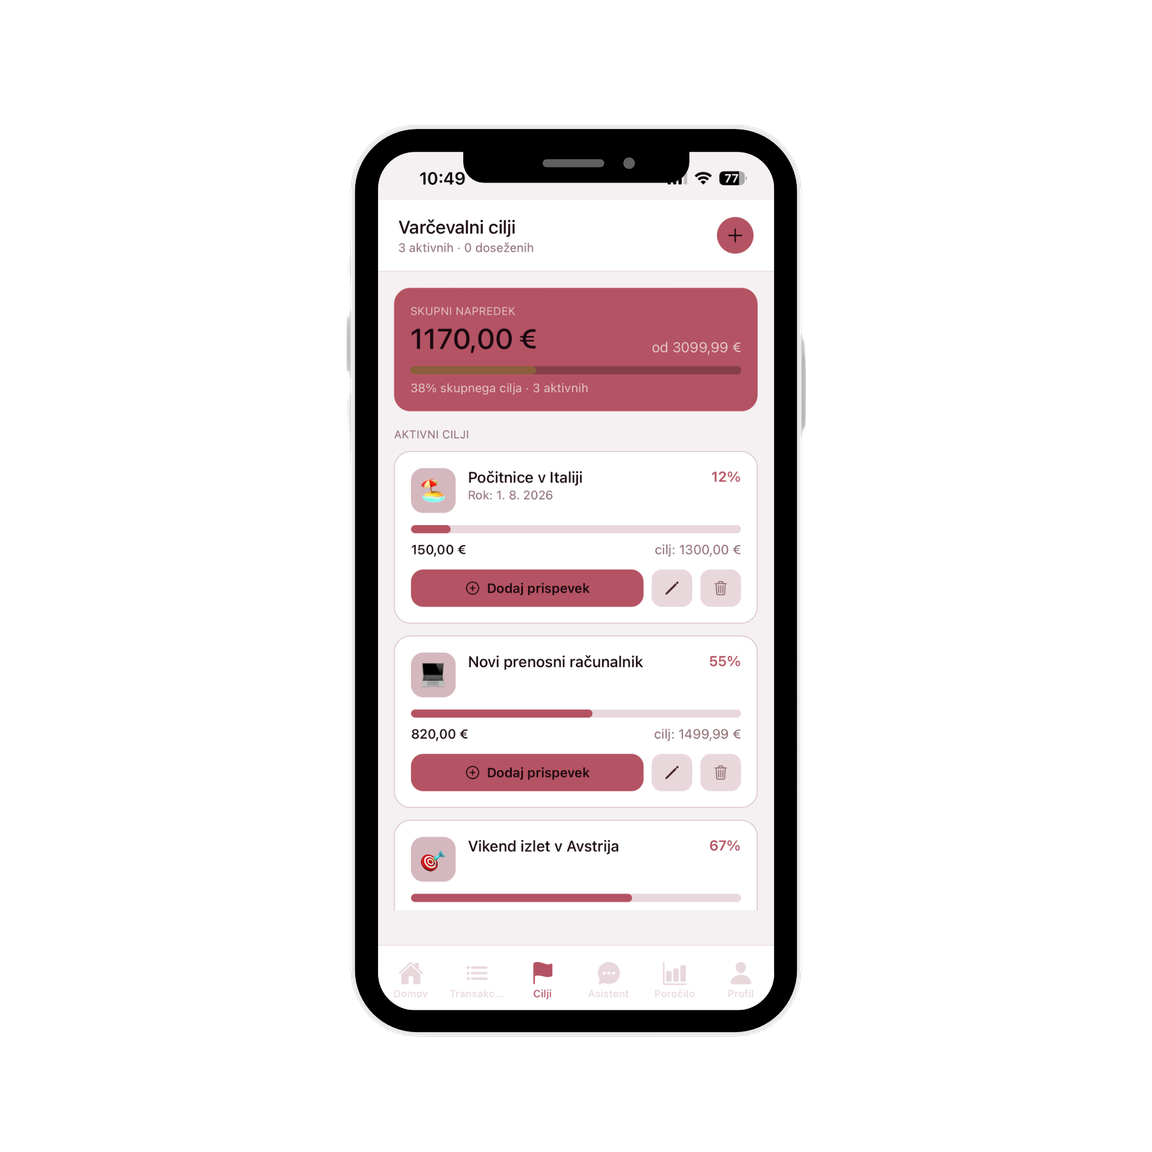 10:49
77
Varčevalni cilji
3 aktivnih · 0 doseženih
SKUPNI NAPREDEK
1170,00 €
od 3099,99 €
38% skupnega cilja · 3 aktivnih
AKTIVNI CILJI
Počitnice v Italiji
12%
Rok: 1. 8. 2026
150,00 €
cilj: 1300,00 €
Dodaj prispevek
Novi prenosni računalnik
55%
820,00 €
cilj: 1499,99 €
Dodaj prispevek
Vikend izlet v Avstrija
67%
Domov
Transakc...
Cilji
Asistent
Poročilo
Profil